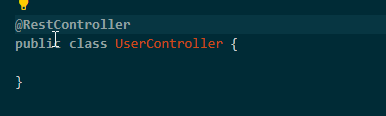 @RestController
public class UserController {
}